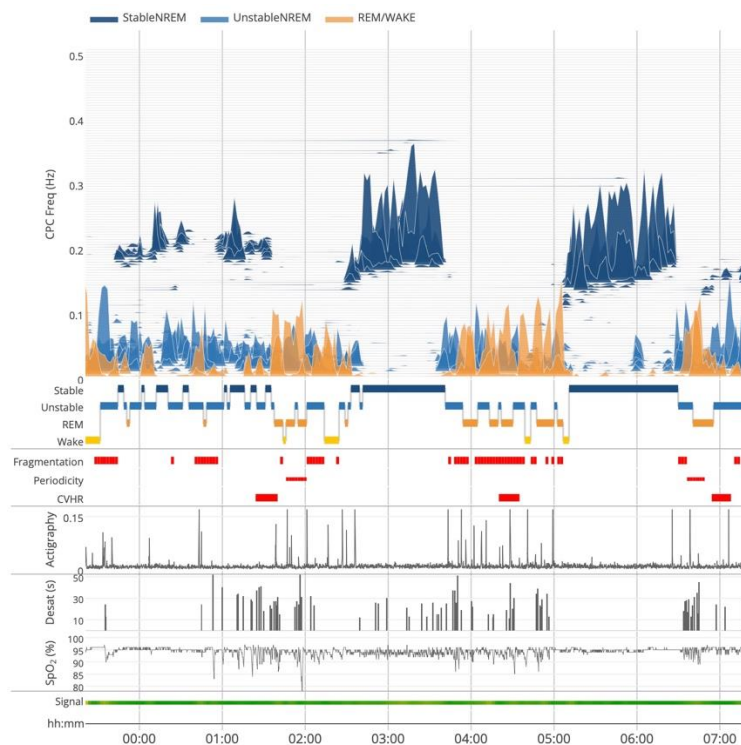 StableNREM UnstableNREM REM/WAKE
0.5
0.4
0.3
0.2
0.1
0
CPC Freq (Hz)
Stable
Unstable
REM
Wake
Fragmentation
Periodicity
CVHR
0.15
0
Actigraphy
50
30
10
Desat (s)
100
95
90
85
80
SpO₂ (%)
Signal
hh:mm 00:00 01:00 02:00 03:00 04:00 05:00 06:00 07:00